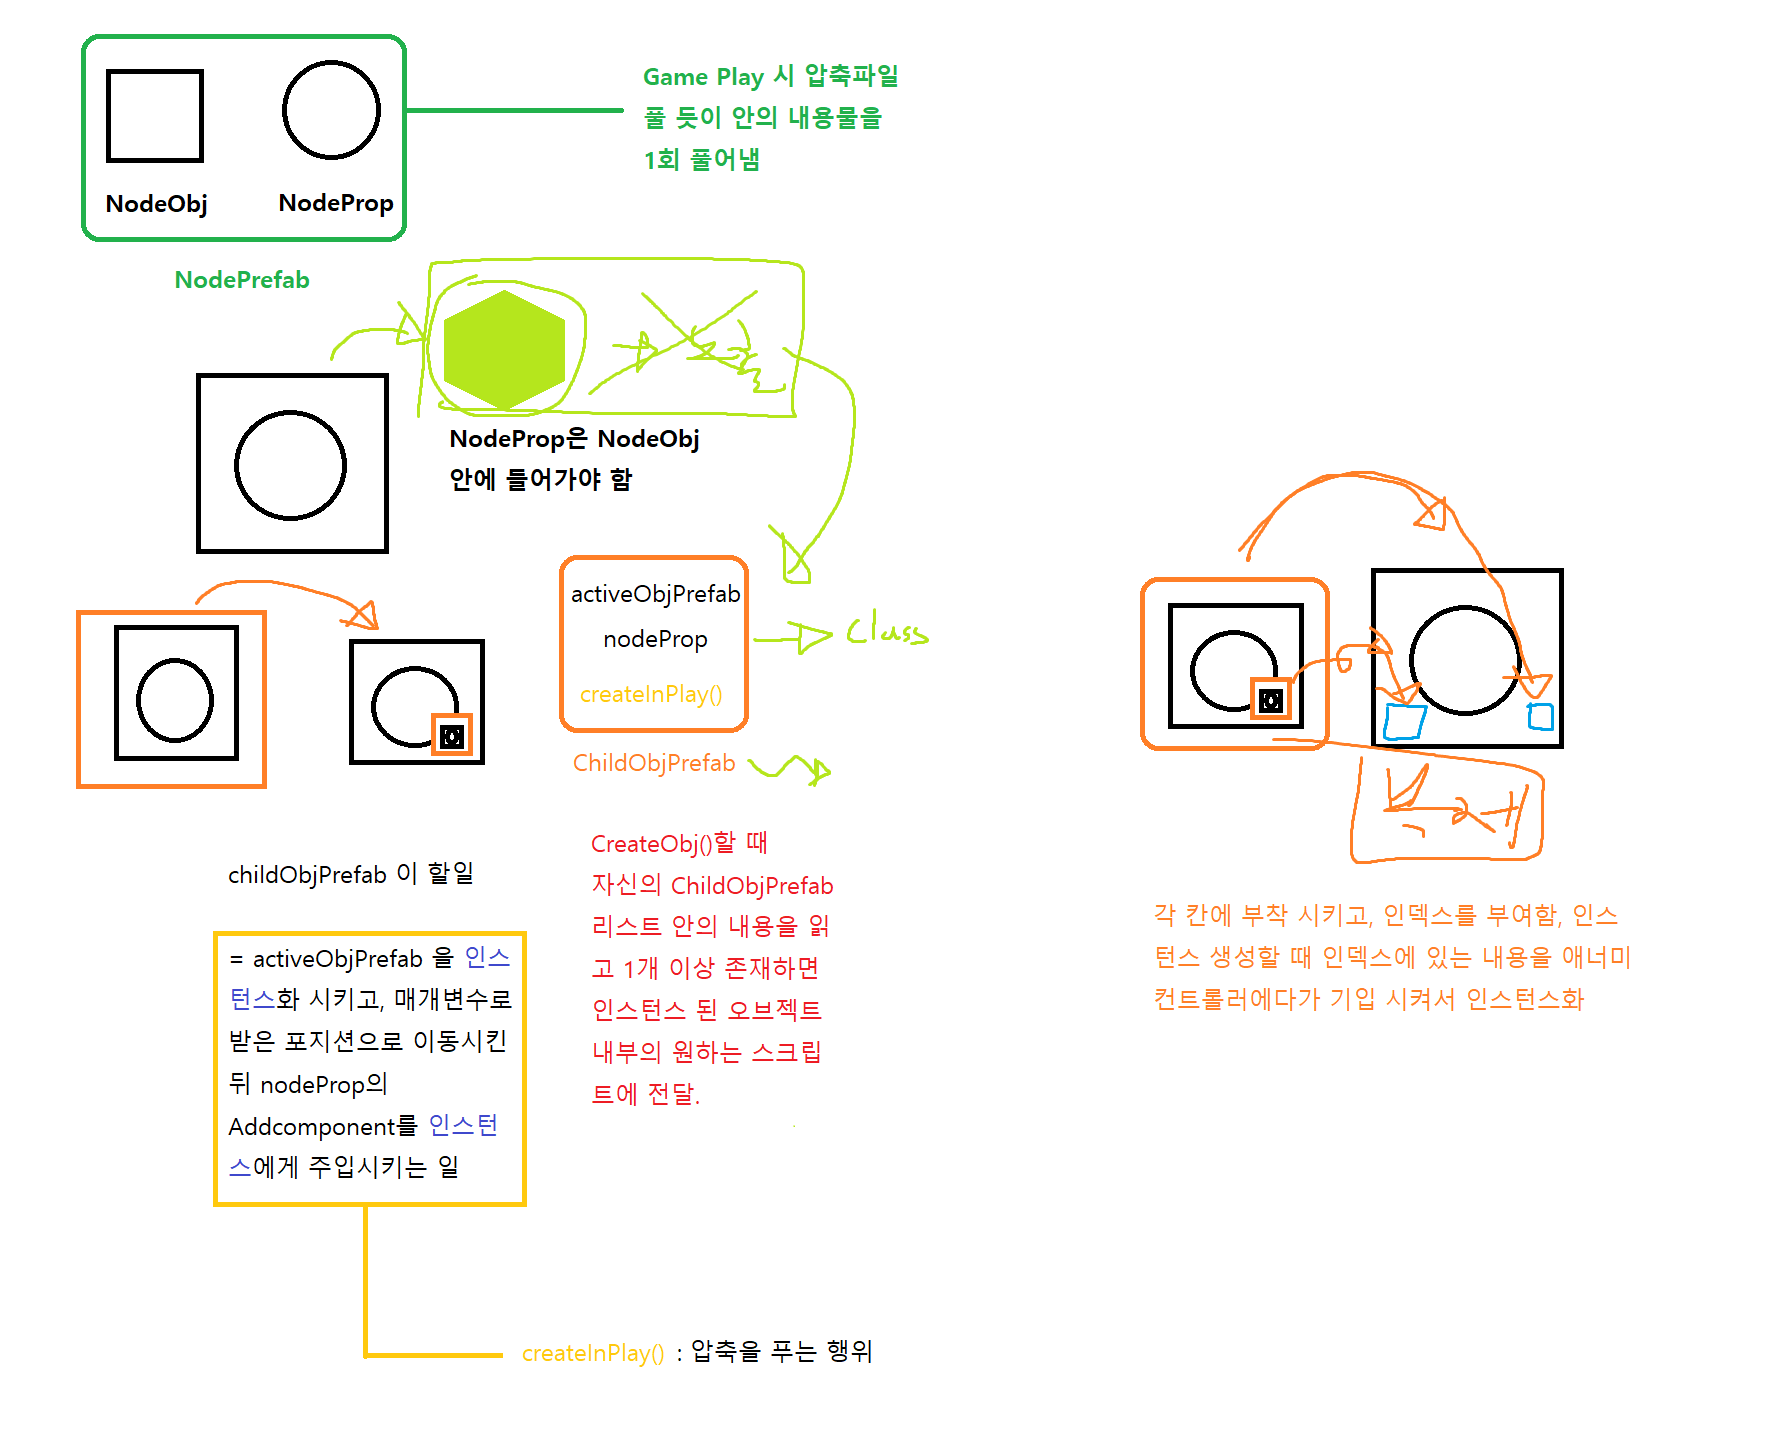 Game Play 시 압축파일
풀 듯이 안의 내용물을
1회 풀어냄
NodeObj
NodeProp
NodePrefab
NodeProp은 NodeObj
안에 들어가야 함
activeObjPrefab
nodeProp
createInPlay()
Class
ChildObjPrefab
childObjPrefab 이 할일
= activeObjPrefab 을 인스
턴스화 시키고, 매개변수로
받은 포지션으로 이동시킨
뒤 nodeProp의
Addcomponent를 인스턴
스에게 주입시키는 일
CreateObj()할 때
자신의 ChildObjPrefab
리스트 안의 내용을 읽
고 1개 이상 존재하면
인스턴스 된 오브젝트
내부의 원하는 스크립
트에 전달.
각 칸에 부착 시키고, 인덱스를 부여함, 인스
턴스 생성할 때 인덱스에 있는 내용을 애너미
컨트롤러에다가 기입 시켜서 인스턴스화
createInPlay() : 압축을 푸는 행위